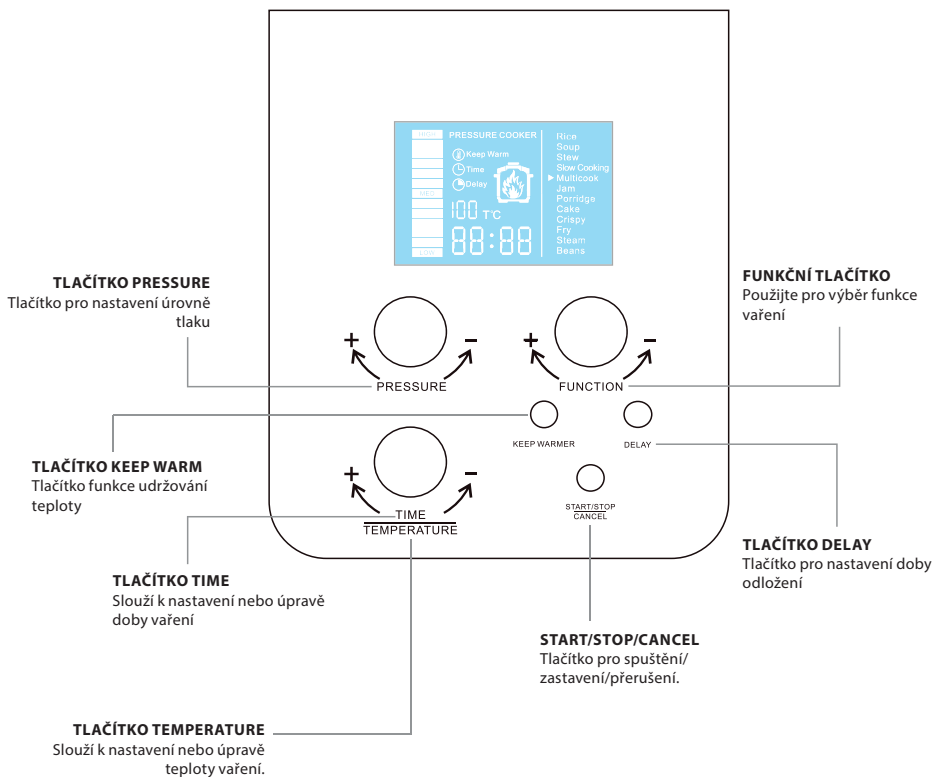 HIGH
PRESSURE COOKER
Keep Warm
Time
Delay
MED
100 T°C
88:88
LOW
Rice
Soup
Stew
Slow Cooking
Multicook
Jam
Porridge
Cake
Crispy
Fry
Steam
Beans
TLAČÍTKO PRESSURE
Tlačítko pro nastavení úrovně
tlaku
FUNKČNÍ TLAČÍTKO
Použijte pro výběr funkce
vaření
+ −
PRESSURE
+ −
FUNCTION
KEEP WARMER
DELAY
TLAČÍTKO KEEP WARM
Tlačítko funkce udržování
teploty
+ −
TIME
TEMPERATURE
START/STOP
CANCEL
TLAČÍTKO DELAY
Tlačítko pro nastavení doby
odložení
TLAČÍTKO TIME
Slouží k nastavení nebo úpravě
doby vaření
START/STOP/CANCEL
Tlačítko pro spuštění/
zastavení/přerušení.
TLAČÍTKO TEMPERATURE
Slouží k nastavení nebo úpravě
teploty vaření.